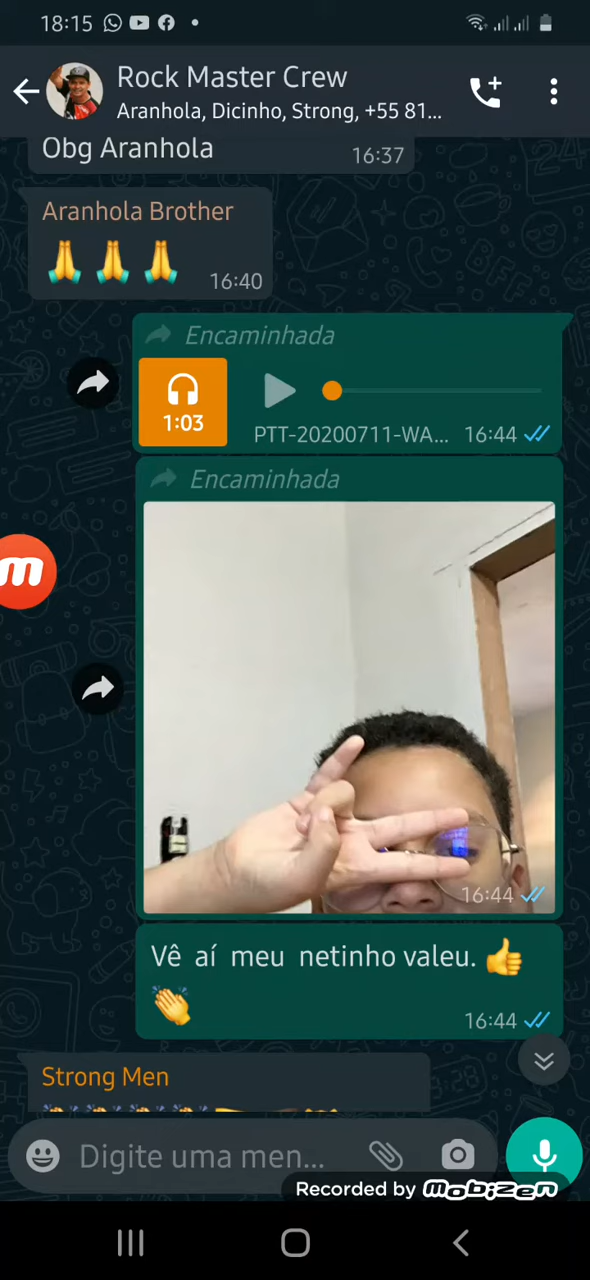 18:15
Rock Master Crew
Aranhola, Dicinho, Strong, +55 81...
Obg Aranhola
16:37
Aranhola Brother
16:40
Encaminhada
1:03
PTT-20200711-WA... 16:44
Encaminhada
16:44
Vê aí meu netinho valeu.
16:44
Strong Men
Digite uma men...
Recorded by Mobizen